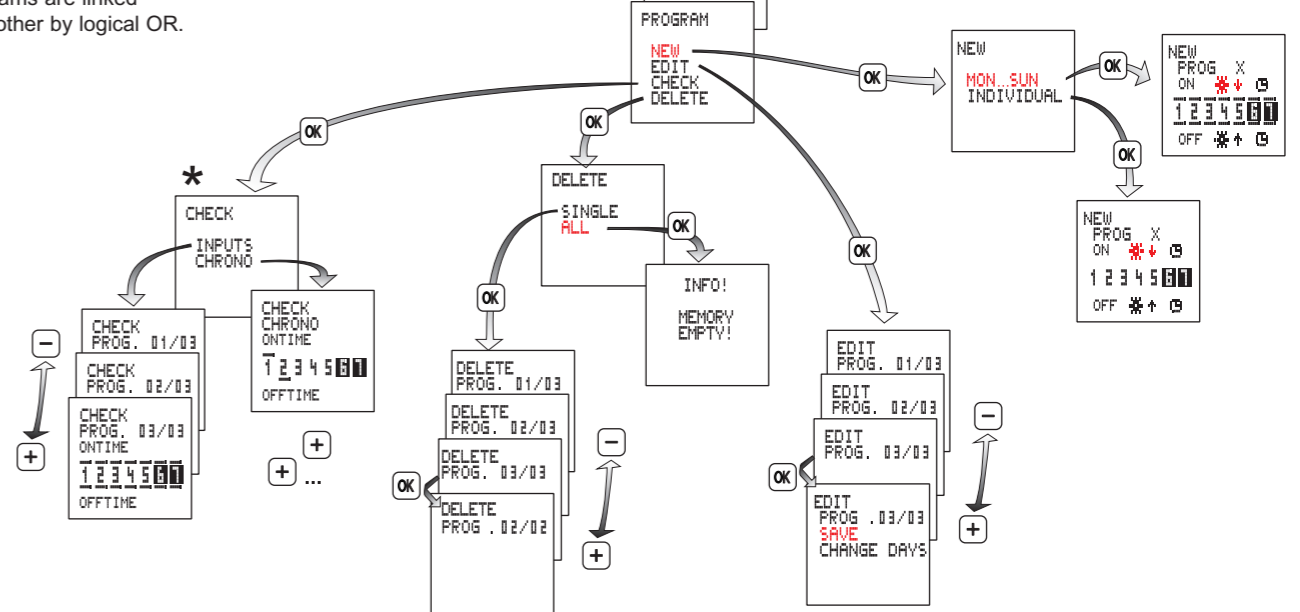 ams are linked
other by logical OR.
PROGRAM
NEW
EDIT
CHECK
DELETE
OK
OK
OK
OK
NEW
MON...SUN
INDIVIDUAL
OK
OK
NEW
PROG X
ON
1 2 3 4 5 6 7
OFF
NEW
PROG X
ON
1 2 3 4 5 6 7
OFF
*
CHECK
INPUTS
CHRONO
CHECK
PROG. 01/03
CHECK
PROG. 02/03
CHECK
PROG. 03/03
ONTIME
1 2 3 4 5 6 7
OFFTIME
-
+
CHECK
CHRONO
ONTIME
1 2 3 4 5 6 7
OFFTIME
+
+ ...
DELETE
SINGLE
ALL
OK
OK
INFO!
MEMORY
EMPTY!
DELETE
PROG. 01/03
DELETE
PROG. 02/03
DELETE
PROG. 03/03
OK
DELETE
PROG . 02/02
-
+
EDIT
PROG. 01/03
EDIT
PROG. 02/03
EDIT
PROG. 03/03
OK
EDIT
PROG .03/03
SAVE
CHANGE DAYS
-
+